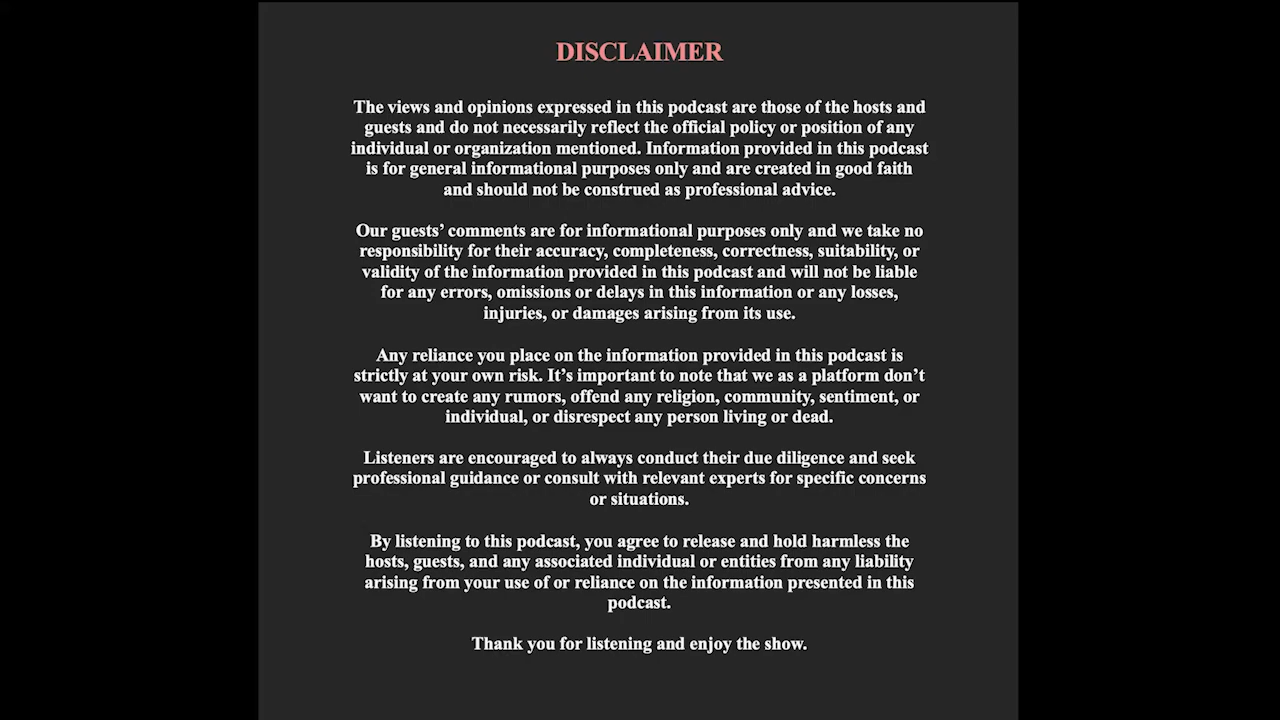 DISCLAIMER
The views and opinions expressed in this podcast are those of the hosts and
guests and do not necessarily reflect the official policy or position of any
individual or organization mentioned. Information provided in this podcast
is for general informational purposes only and are created in good faith
and should not be construed as professional advice.
Our guests’ comments are for informational purposes only and we take no
responsibility for their accuracy, completeness, correctness, suitability, or
validity of the information provided in this podcast and will not be liable
for any errors, omissions or delays in this information or any losses,
injuries, or damages arising from its use.
Any reliance you place on the information provided in this podcast is
strictly at your own risk. It’s important to note that we as a platform don’t
want to create any rumors, offend any religion, community, sentiment, or
individual, or disrespect any person living or dead.
Listeners are encouraged to always conduct their due diligence and seek
professional guidance or consult with relevant experts for specific concerns
or situations.
By listening to this podcast, you agree to release and hold harmless the
hosts, guests, and any associated individual or entities from any liability
arising from your use of or reliance on the information presented in this
podcast.
Thank you for listening and enjoy the show.